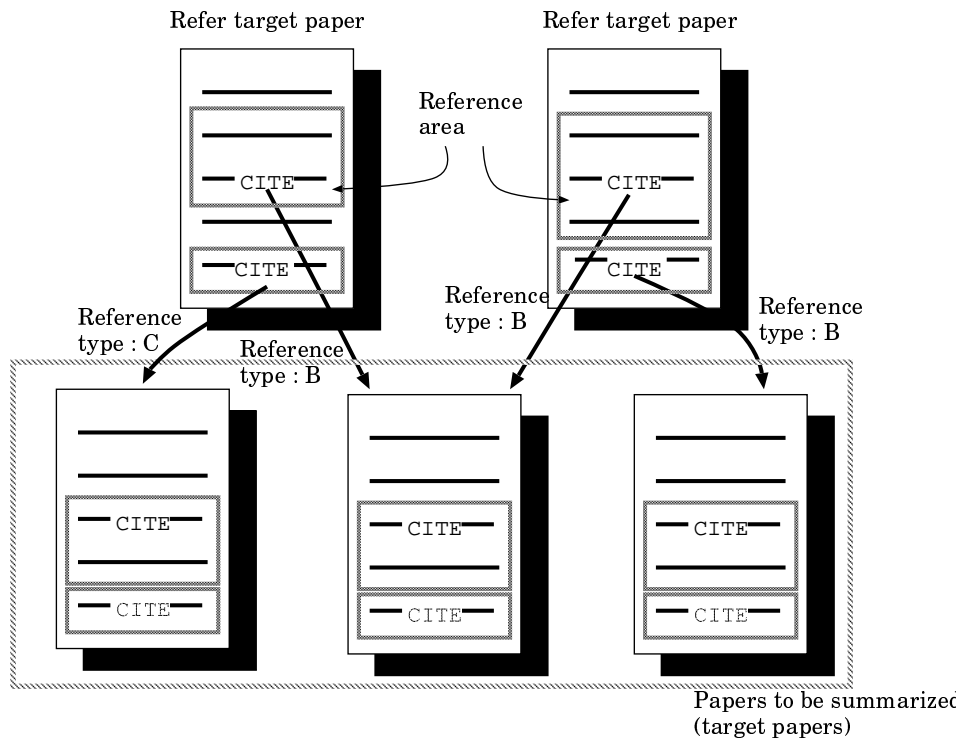 Refer target paper
Refer target paper
Reference
area
CITE
CITE
CITE
CITE
Reference
type : C
Reference
type : B
Reference
type : B
Reference
type : B
CITE
CITE
CITE
CITE
CITE
CITE
Papers to be summarized
(target papers)